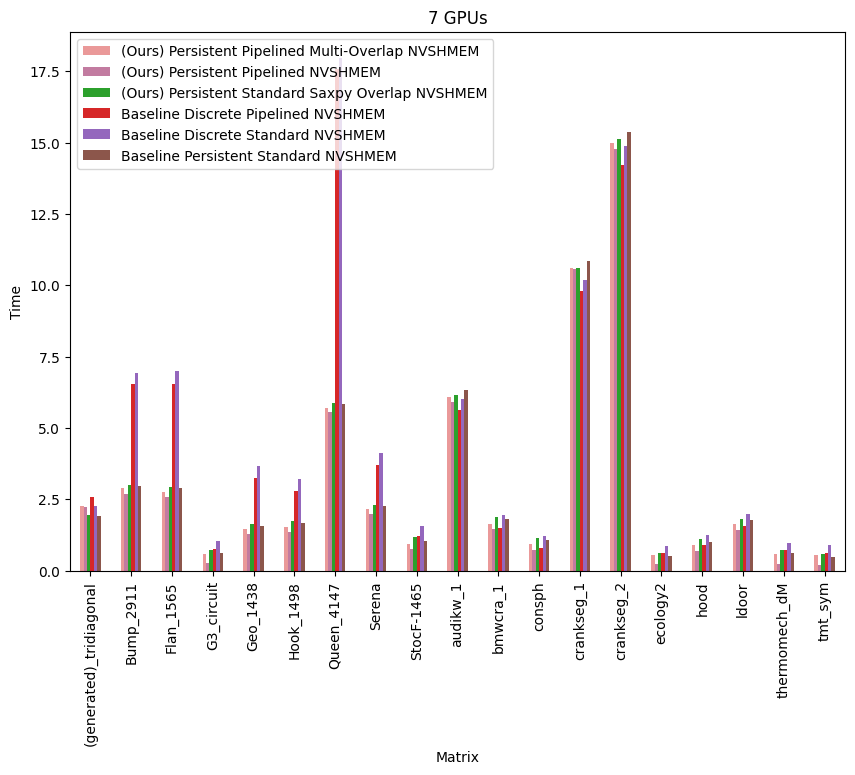 7 GPUs
(Ours) Persistent Pipelined Multi-Overlap NVSHMEM
(Ours) Persistent Pipelined NVSHMEM
(Ours) Persistent Standard Saxpy Overlap NVSHMEM
Baseline Discrete Pipelined NVSHMEM
Baseline Discrete Standard NVSHMEM
Baseline Persistent Standard NVSHMEM
Time
17.5
15.0
12.5
10.0
7.5
5.0
2.5
0.0
(generated)_tridiagonal
Bump_2911
Flan_1565
G3_circuit
Geo_1438
Hook_1498
Queen_4147
Serena
StocF-1465
audikw_1
bmwcra_1
consph
crankseg_1
crankseg_2
ecology2
hood
ldoor
thermomech_dM
tmt_sym
Matrix